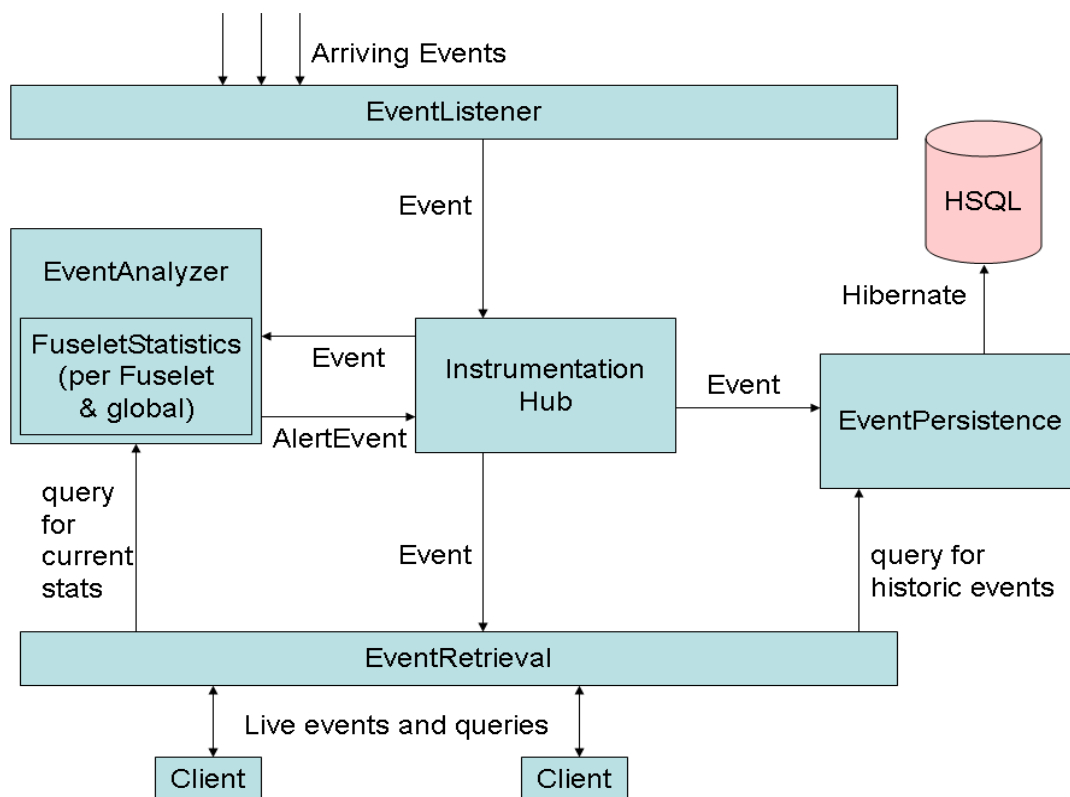 Arriving Events
EventListener
Event
HSQL
EventAnalyzer
Hibernate
FuseletStatistics
(per Fuselet
& global)
Event
Instrumentation
Hub
Event
EventPersistence
AlertEvent
query
for
current
stats
Event
query for
historic events
EventRetrieval
Live events and queries
Client
Client